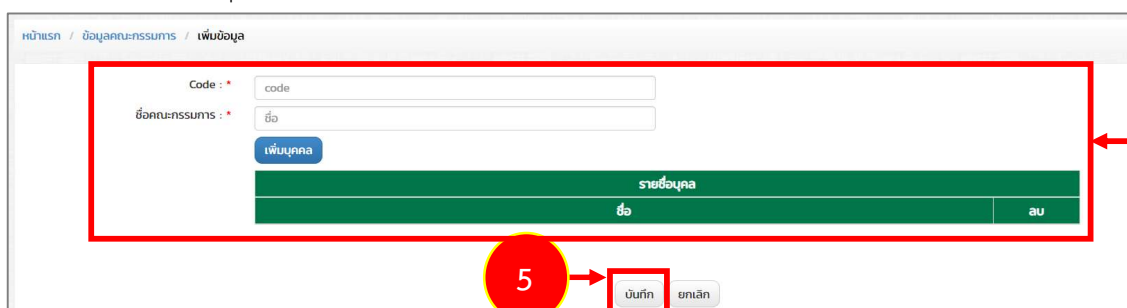 หน้าแรก / ข้อมูลคณะกรรมการ / เพิ่มข้อมูล
Code : * code
ชื่อคณะกรรมการ : * ชื่อ
เพิ่มบุคคล
รายชื่อบุคล
ชื่อ ลบ
5
บันทึก ยกเลิก